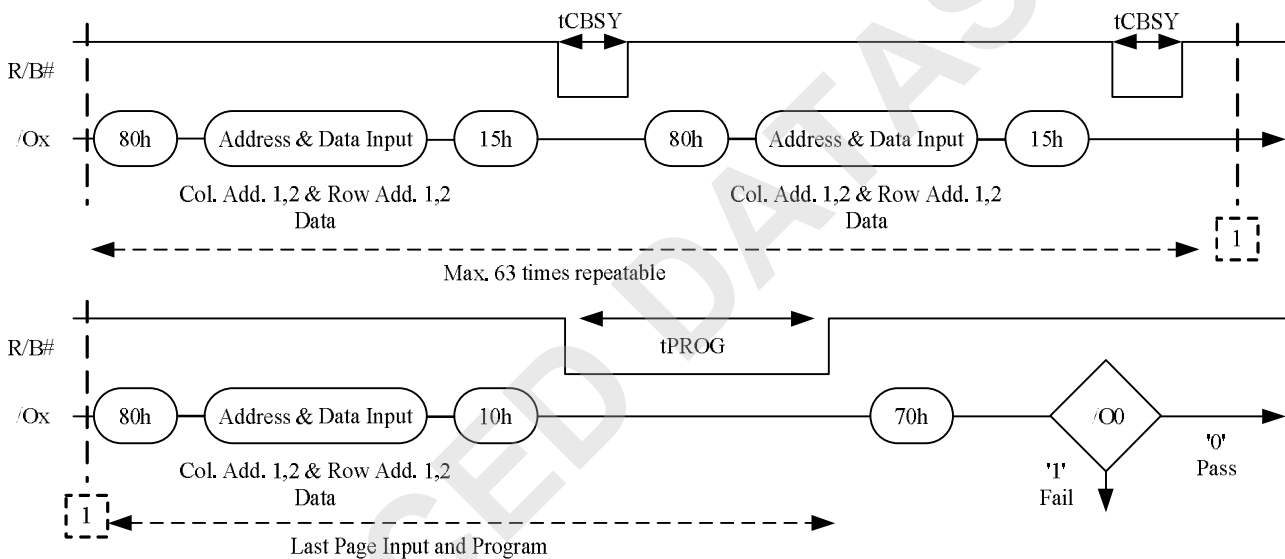 tCBSY tCBSY
R/B#
/Ox 80h Address & Data Input 15h 80h Address & Data Input 15h
Col. Add. 1,2 & Row Add. 1,2 Col. Add. 1,2 & Row Add. 1,2
Data Data
1
Max. 63 times repeatable
R/B#
tPROG
/Ox 80h Address & Data Input 10h 70h /O0
'0'
Pass
'1'
Fail
Col. Add. 1,2 & Row Add. 1,2
Data
1
Last Page Input and Program
CED DATAS